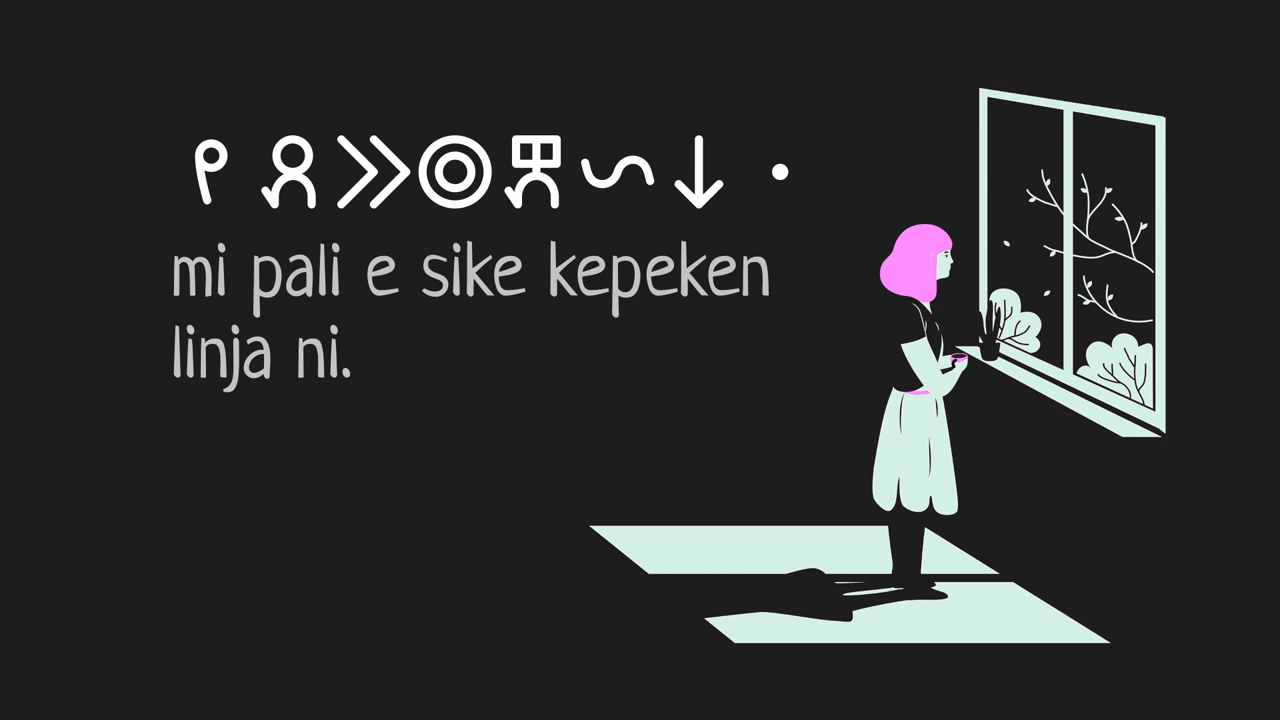 󱤴󱥉󱤉󱥭󱤙󱤩󱥁󱦜
mi pali e sike kepeken
linja ni.